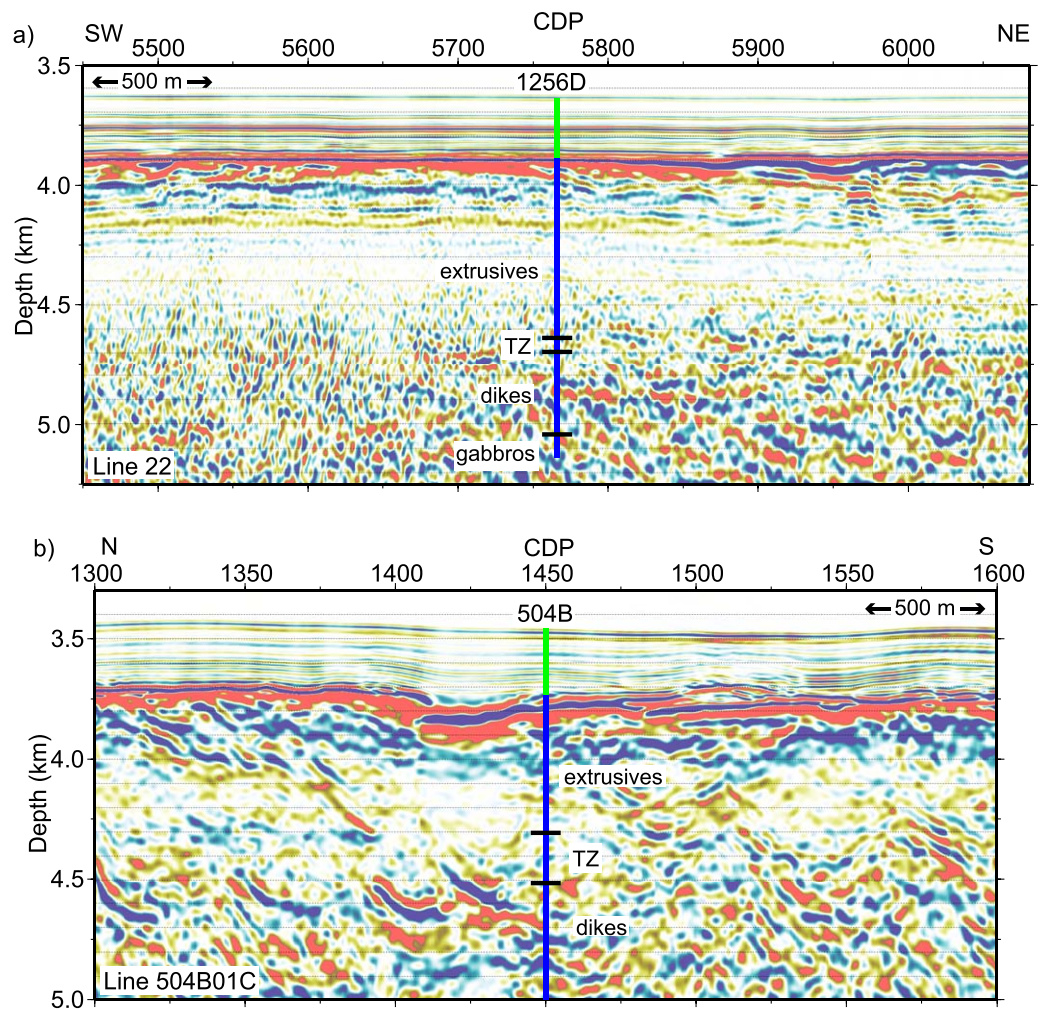 a) SW CDP NE
5500 5600 5700 5800 5900 6000
3.5
500 m
1256D
4.0
Depth (km)
extrusives
4.5
TZ
dikes
5.0
gabbros
Line 22
b) N CDP S
1300 1350 1400 1450 1500 1550 1600
504B
500 m
3.5
Depth (km)
4.0
extrusives
TZ
4.5
dikes
Line 504B01C
5.0